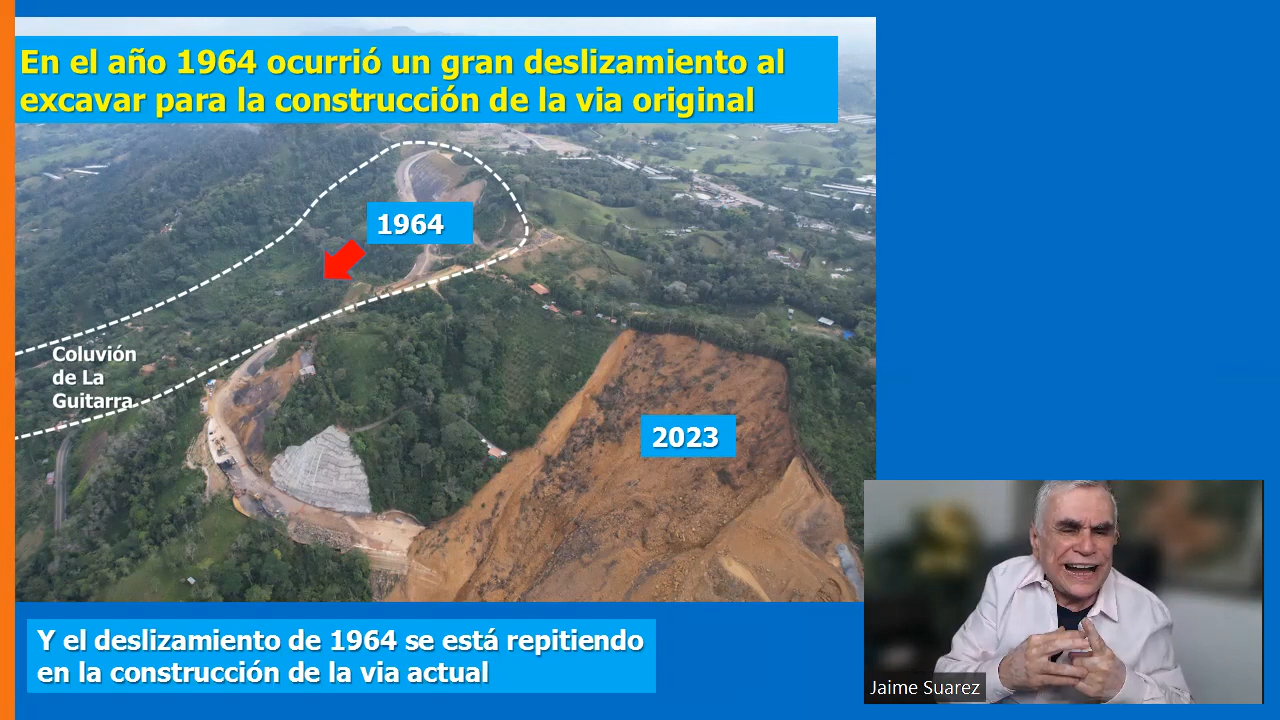 En el año 1964 ocurrió un gran deslizamiento al
excavar para la construcción de la via original
1964
Coluvión
de La
Guitarra
2023
Y el deslizamiento de 1964 se está repitiendo
en la construcción de la via actual
Jaime Suarez